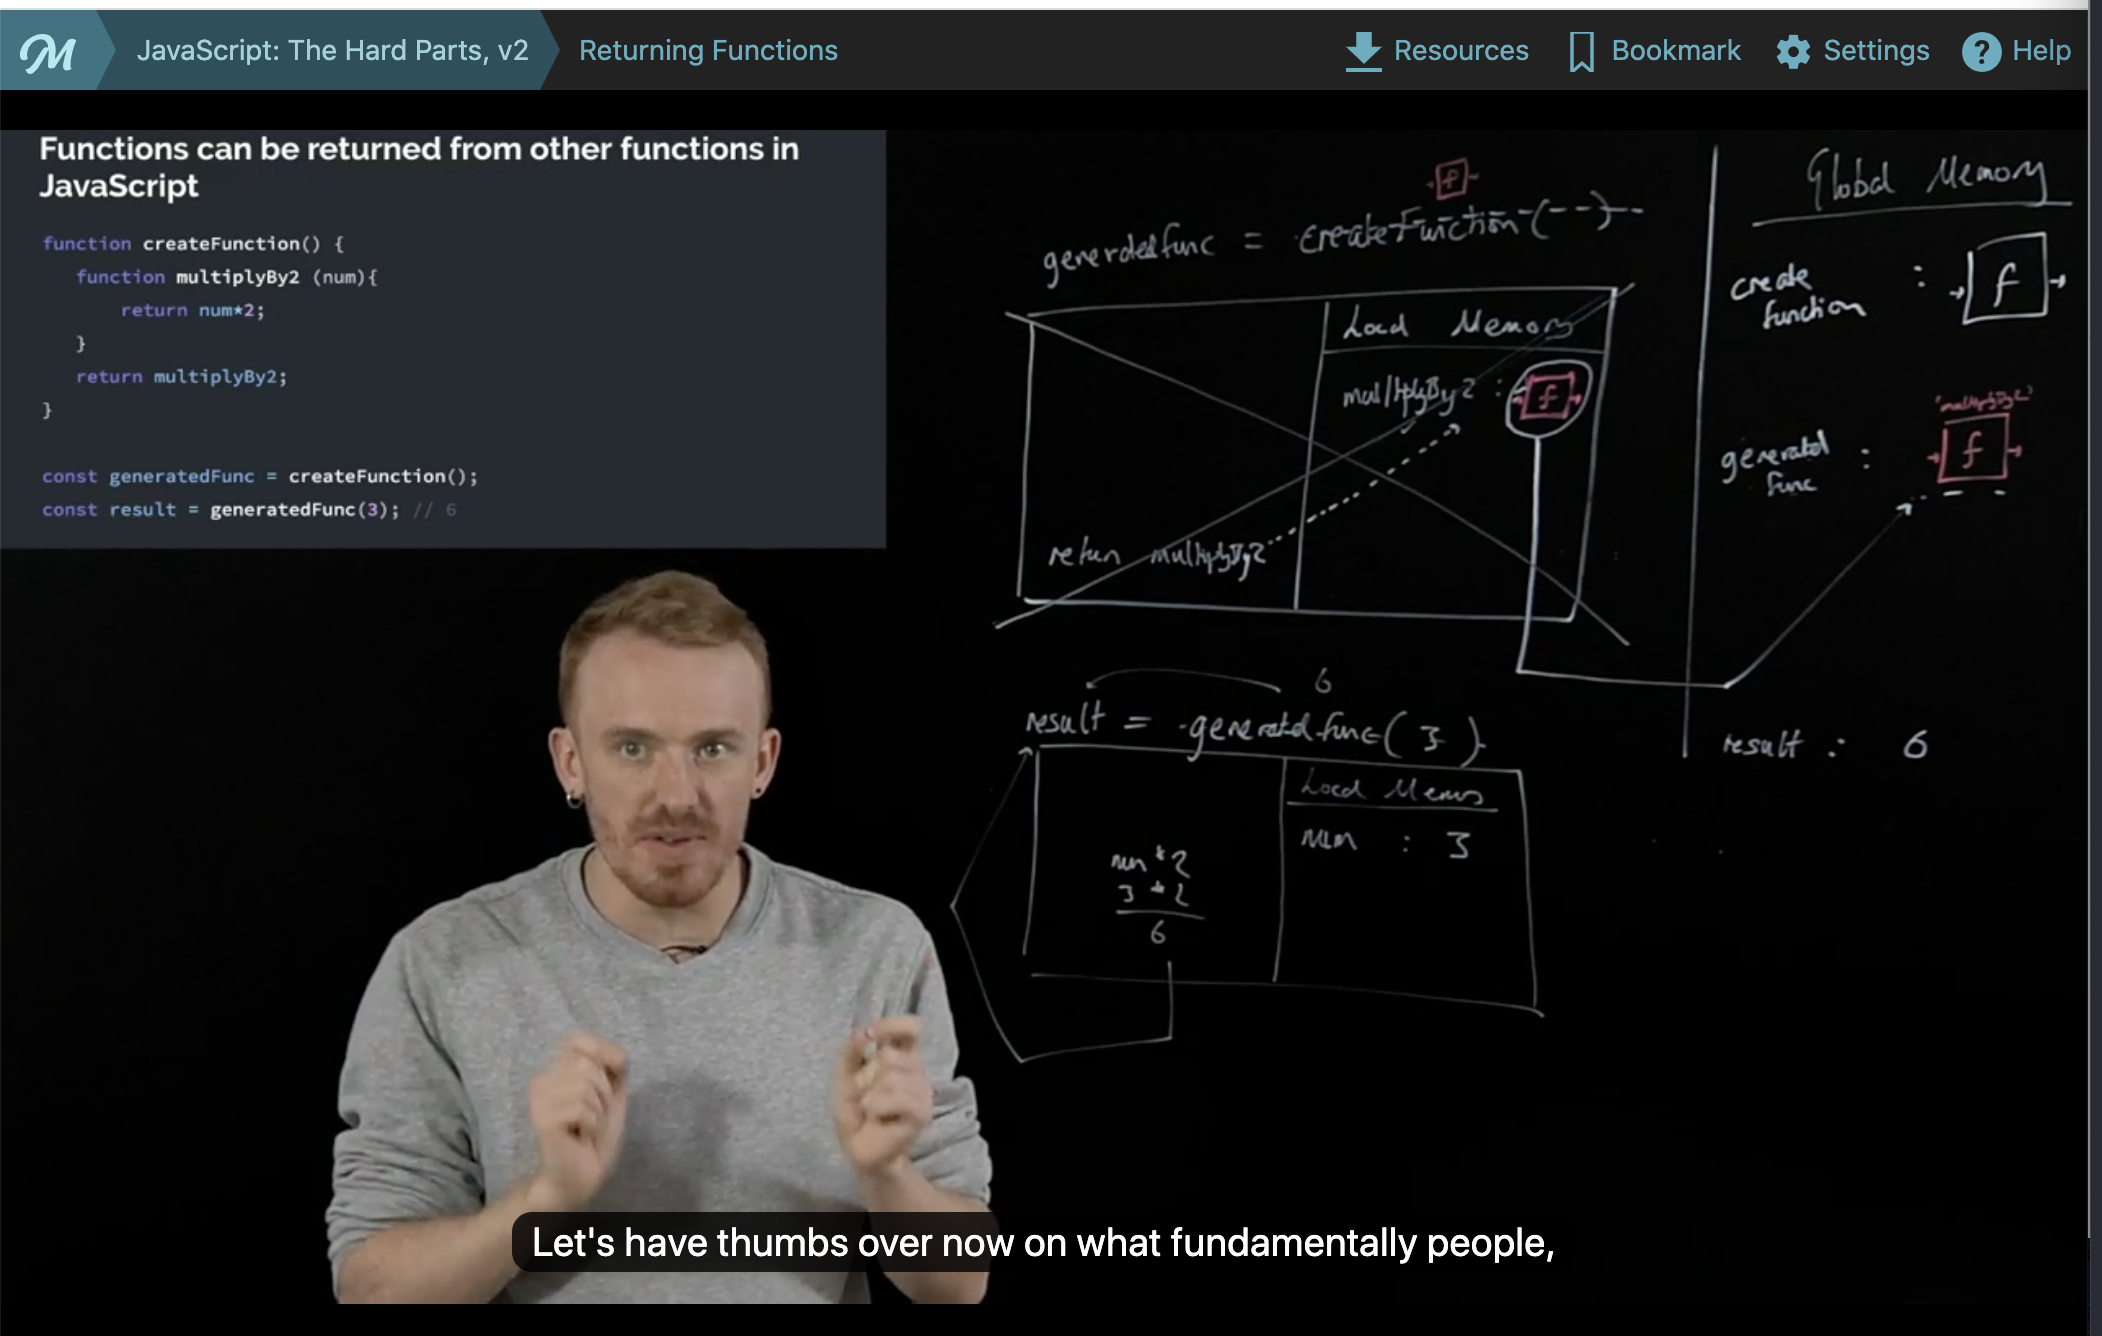 M
JavaScript: The Hard Parts, v2
Returning Functions
Resources
Bookmark
Settings
Help
Functions can be returned from other functions in
JavaScript
function createFunction() {
function multiplyBy2 (num){
return num*2;
}
return multiplyBy2;
}
const generatedFunc = createFunction();
const result = generatedFunc(3); // 6
f
generatedfunc = createFunction()
Local Memory
multiplyBy2 : f
retun multiplyBy2
6
result = generatedfunc( 3 )
Local Mem
num : 3
num * 2
3 * 2
6
Global Memory
create
function : f
multiplyBy2
generated
func : f
result : 6
Let's have thumbs over now on what fundamentally people,